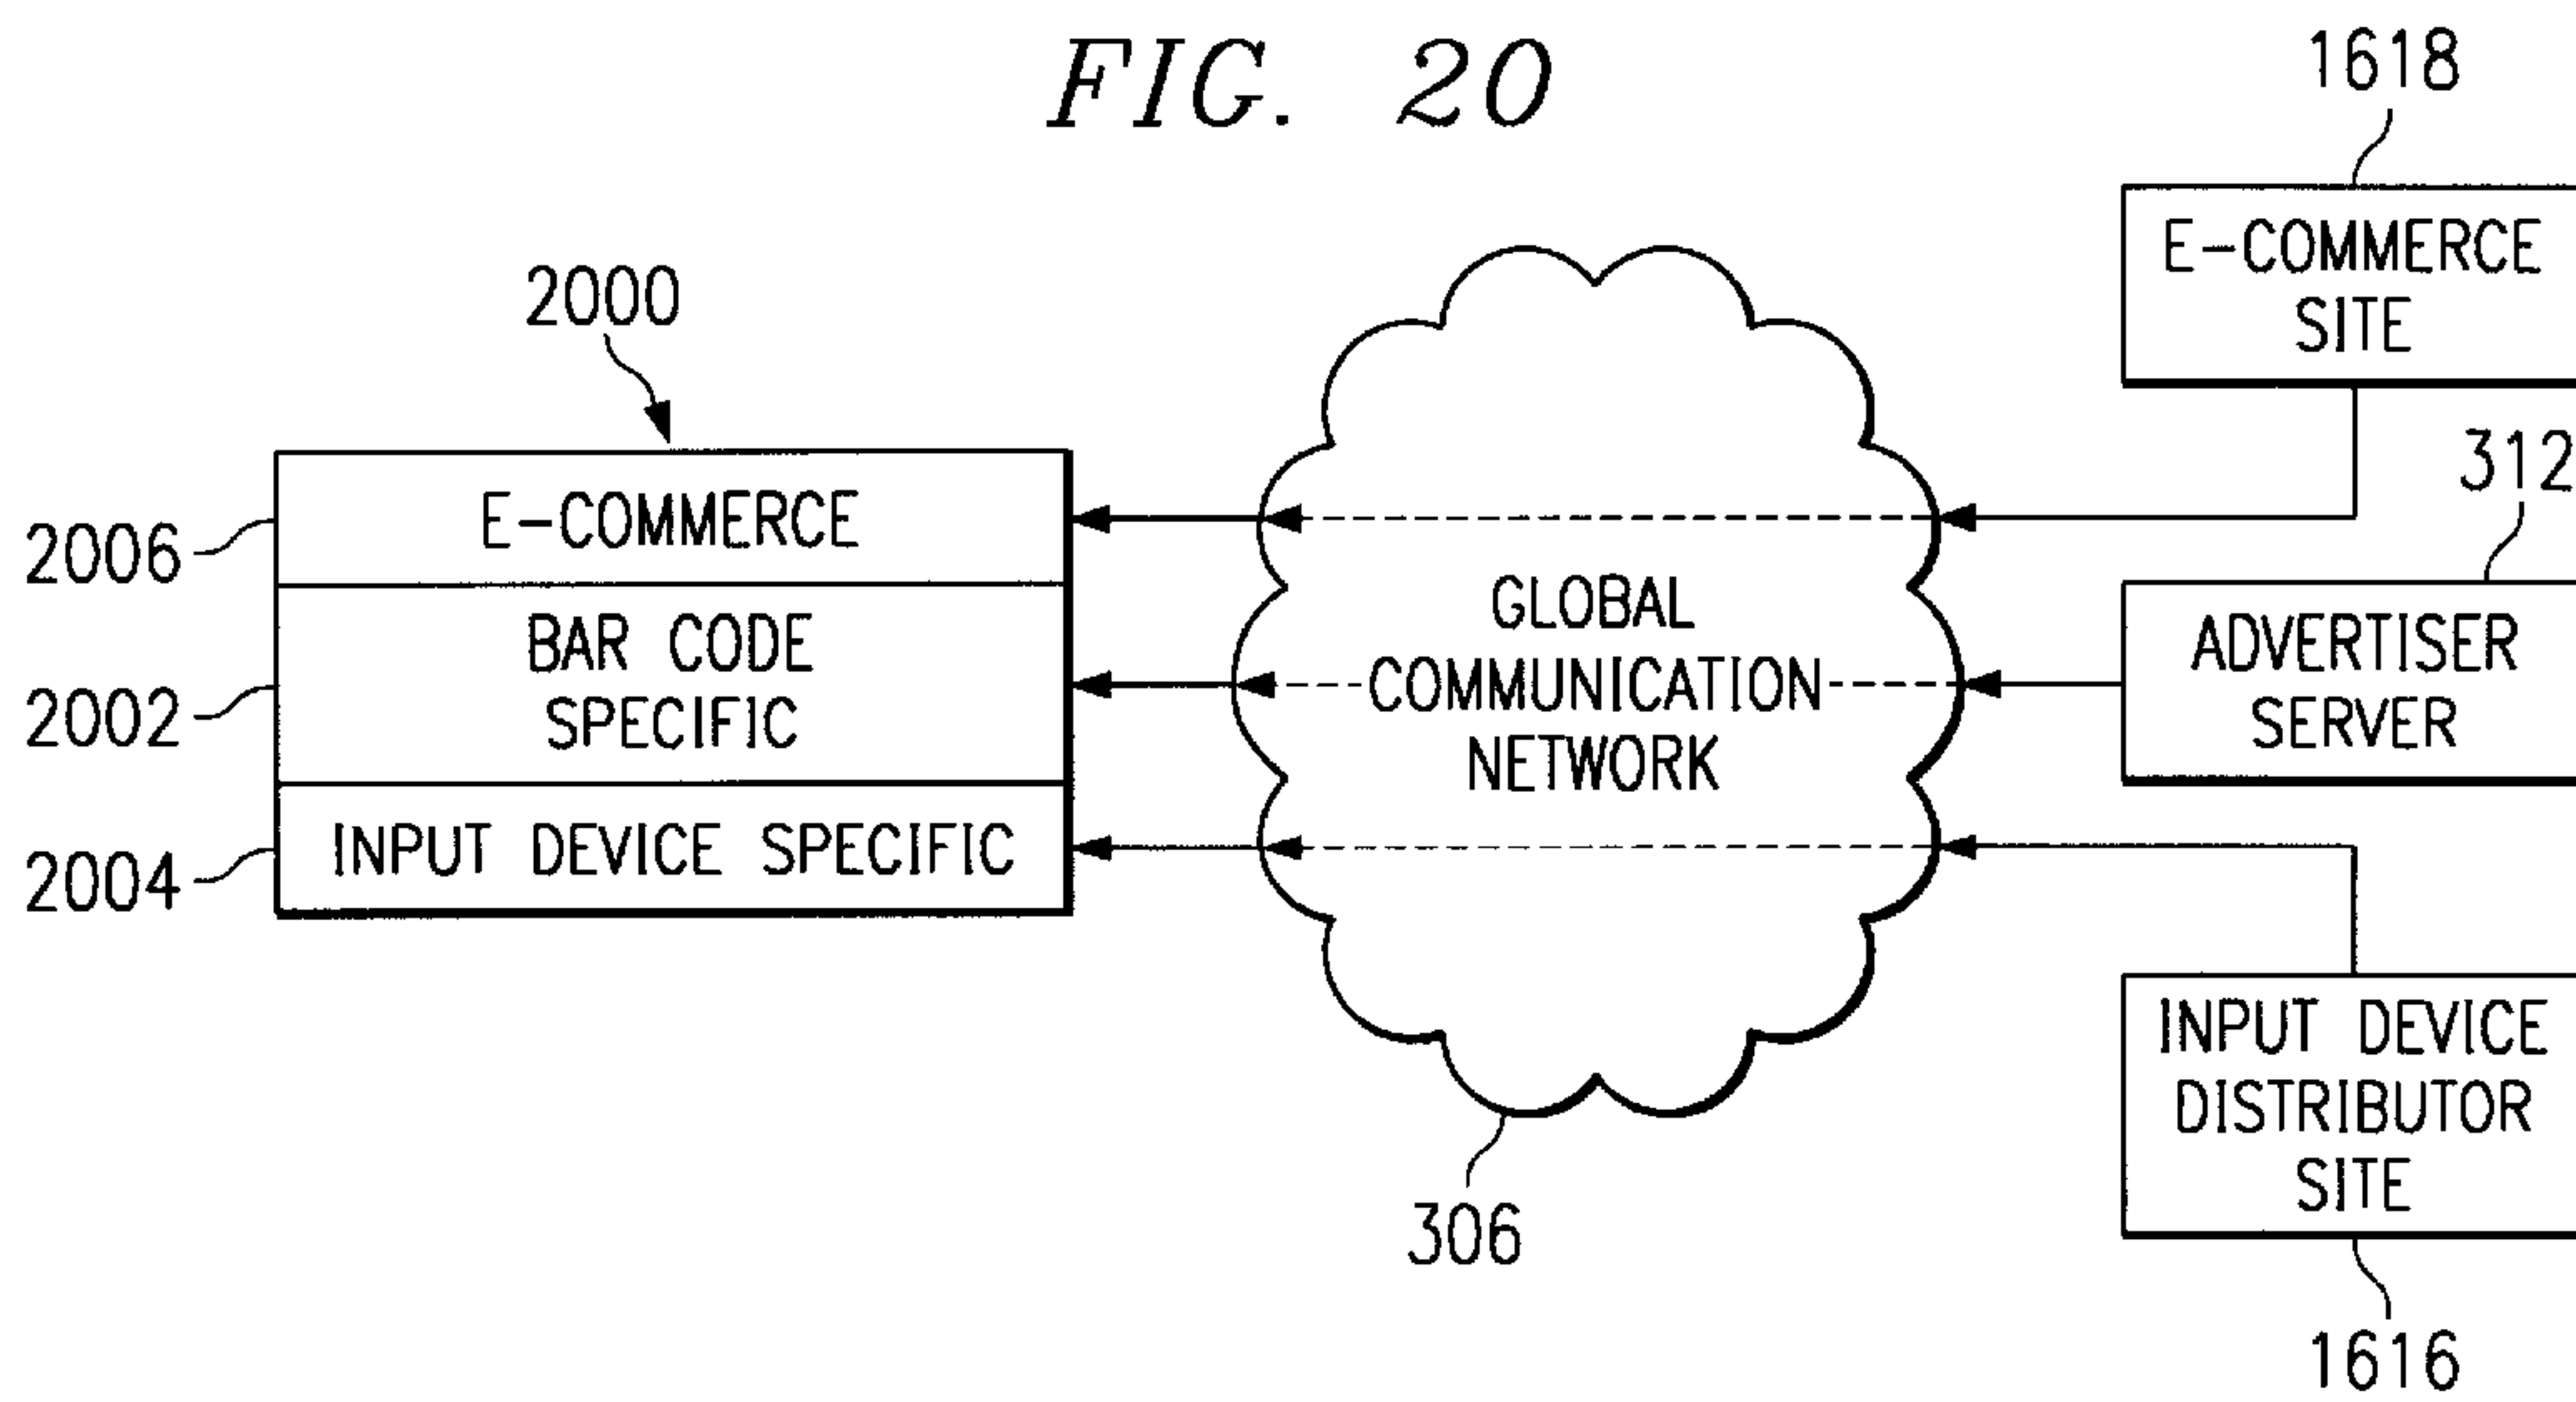 FIG. 20
1618
E-COMMERCE
SITE
2000
312
2006
E-COMMERCE
BAR CODE
SPECIFIC
2002
INPUT DEVICE SPECIFIC
2004
GLOBAL
COMMUNICATION
NETWORK
306
ADVERTISER
SERVER
INPUT DEVICE
DISTRIBUTOR
SITE
1616